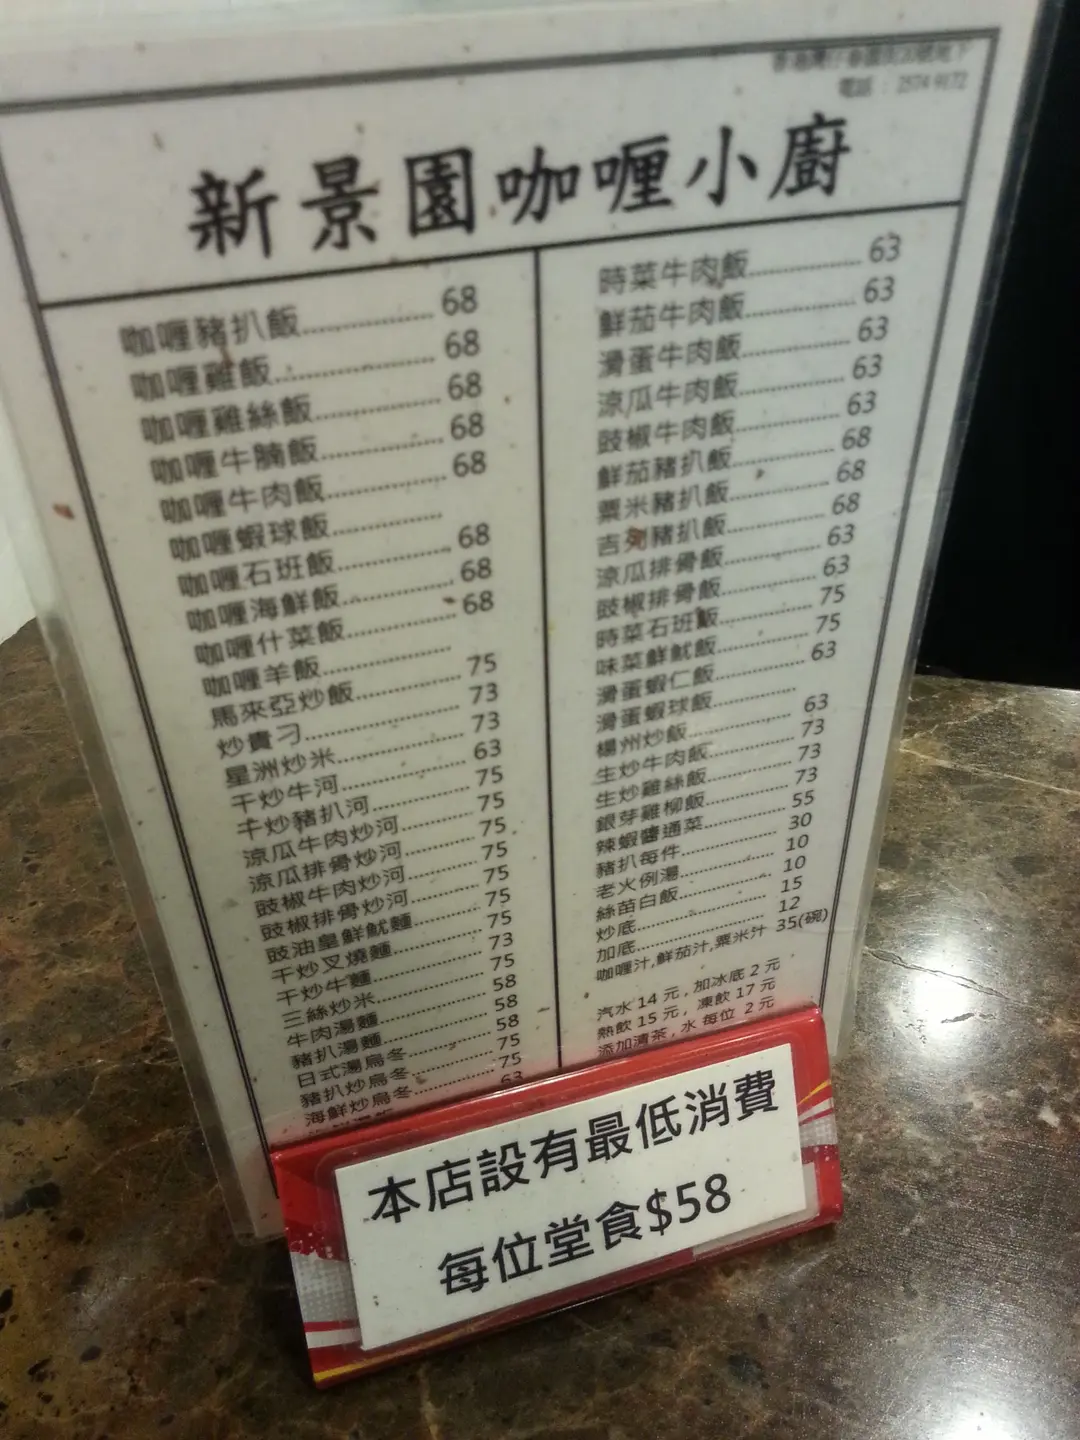 電話 : 2574 9172
新景園咖喱小廚
咖喱豬扒飯 68
咖喱雞飯 68
咖喱雞絲飯 68
咖喱牛腩飯 68
咖喱牛肉飯 68
咖喱蝦球飯
咖喱石班飯 68
咖喱海鮮飯 68
咖喱什菜飯 68
咖喱羊飯
馬來亞炒飯 75
炒貴刁 73
星洲炒米 73
干炒牛河 63
干炒豬扒河 75
涼瓜牛肉炒河 75
涼瓜排骨炒河 75
豉椒牛肉炒河 75
豉椒排骨炒河 75
豉油皇鮮魷麵 75
干炒叉燒麵 75
干炒牛麵 73
三絲炒米 75
牛肉湯麵 58
豬扒湯麵 58
日式湯烏冬 58
豬扒炒烏冬 75
海鮮炒烏冬 75
63
時菜牛肉飯 63
鮮茄牛肉飯 63
滑蛋牛肉飯 63
涼瓜牛肉飯 63
豉椒牛肉飯 63
鮮茄豬扒飯 68
粟米豬扒飯 68
吉列豬扒飯 68
涼瓜排骨飯 63
豉椒排骨飯 63
時菜石班飯 75
味菜鮮魷飯 75
滑蛋蝦仁飯 63
滑蛋蝦球飯
楊州炒飯 63
生炒牛肉飯 73
生炒雞絲飯 73
銀芽雞柳飯 73
辣蝦醬通菜 55
豬扒每件 30
老火例湯 10
絲苗白飯 10
炒底 15
加底 12
咖喱汁,鮮茄汁,粟米汁 35(碗)
汽水 14 元 , 加冰底 2 元
熱飲 15 元 , 凍飲 17 元
添加清茶 , 水 每位 2 元
本店設有最低消費
每位堂食$58